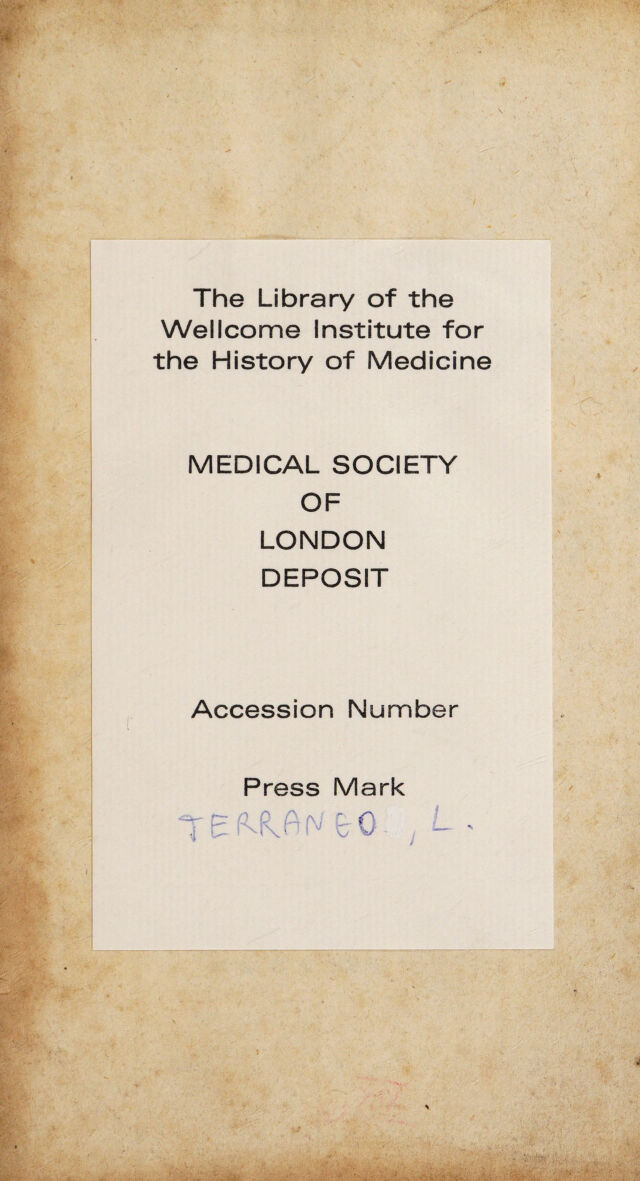 The Library of the
Wellcome Institute for
the History of Medicine
MEDICAL SOCIETY
OF
LONDON
DEPOSIT
Accession Number
Press Mark
TERRANEO, L.